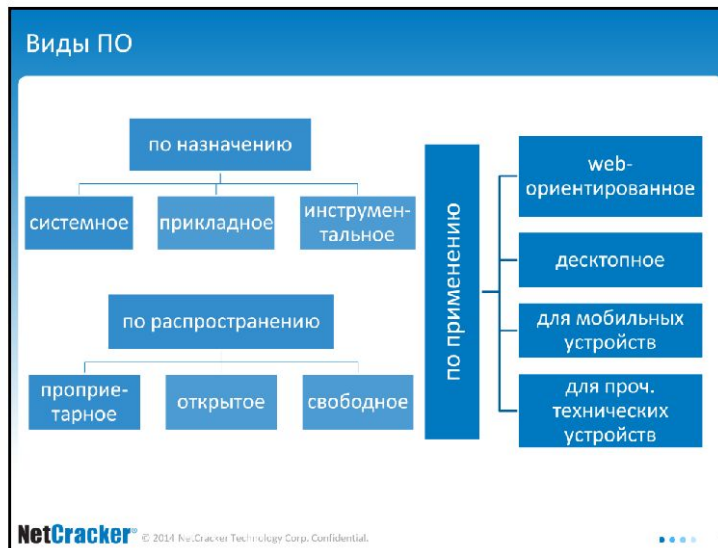 Виды ПО
по назначению
системное
прикладное
инструмен-
тальное
по распространению
проприе-
тарное
открытое
свободное
по применению
web-
ориентированное
десктопное
для мобильных
устройств
для проч.
технических
устройств
NetCracker® © 2014 NetCracker Technology Corp. Confidential.